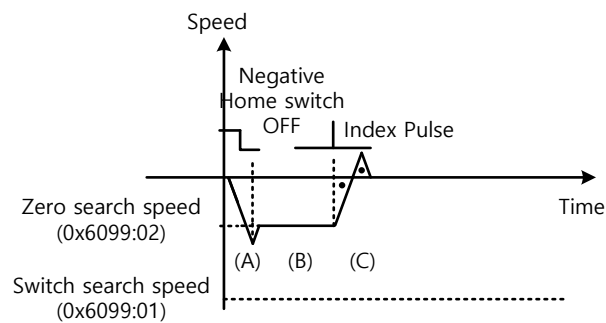 Speed
Negative
Home switch
OFF
Index Pulse
Zero search speed
(0x6099:02)
Time
(A)
(B)
(C)
Switch search speed
(0x6099:01)